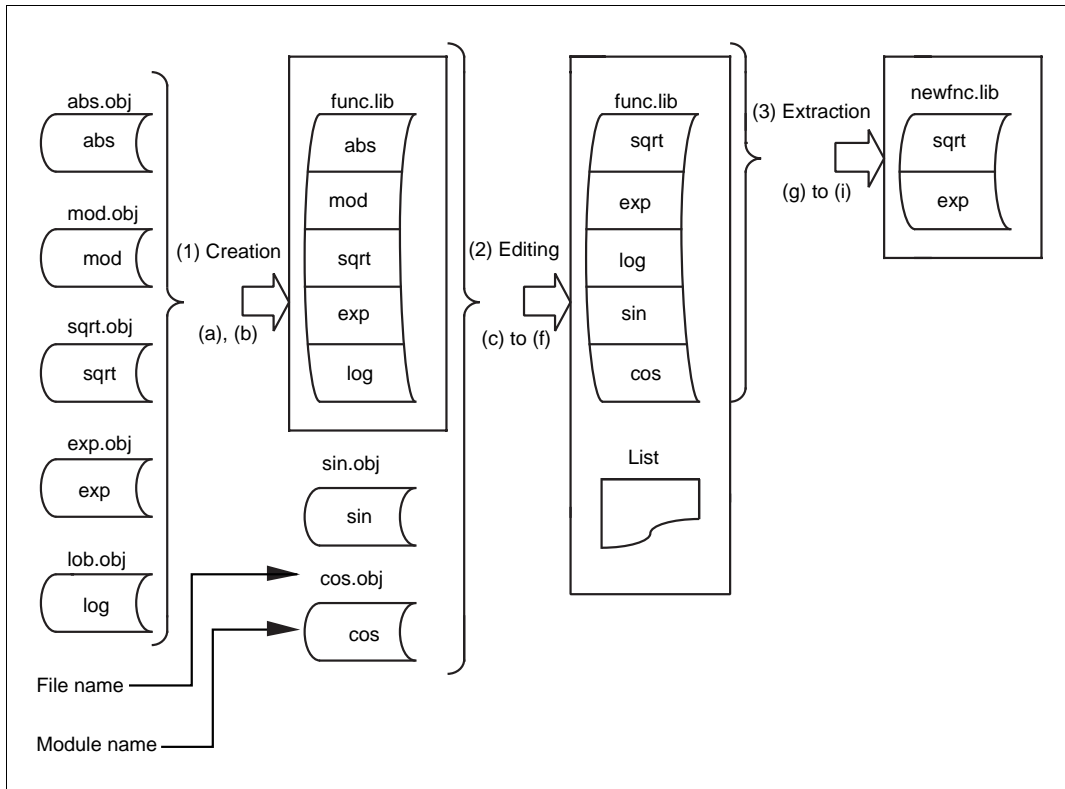 abs.obj
abs
mod.obj
mod
sqrt.obj
sqrt
exp.obj
exp
lob.obj
log
(1) Creation
(a), (b)
func.lib
abs
mod
sqrt
exp
log
sin.obj
sin
cos.obj
cos
File name
Module name
(2) Editing
(c) to (f)
func.lib
sqrt
exp
log
sin
cos
List
(3) Extraction
(g) to (i)
newfnc.lib
sqrt
exp